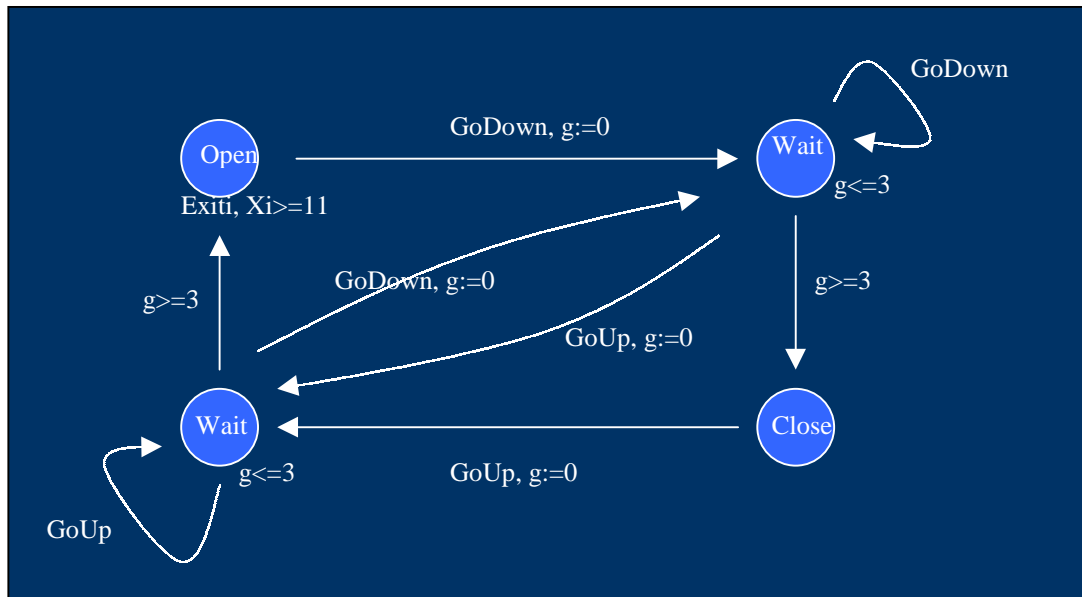 GoDown
GoDown, g:=0
Open
Wait
g<=3
Exiti, Xi>=11
GoDown, g:=0
g>=3
g>=3
GoUp, g:=0
Wait
Close
g<=3
GoUp, g:=0
GoUp